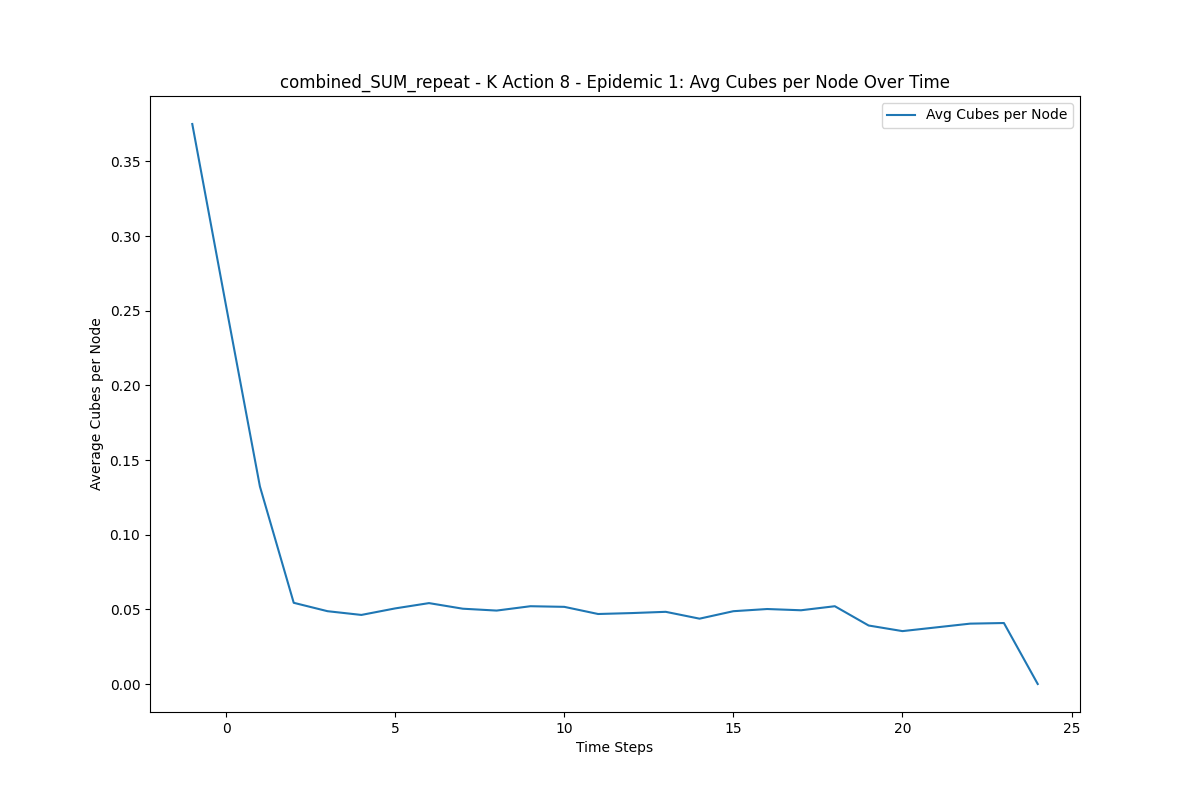 combined_SUM_repeat - K Action 8 - Epidemic 1: Avg Cubes per Node Over Time
Avg Cubes per Node
Average Cubes per Node
0.35
0.30
0.25
0.20
0.15
0.10
0.05
0.00
0 5 10 15 20 25
Time Steps